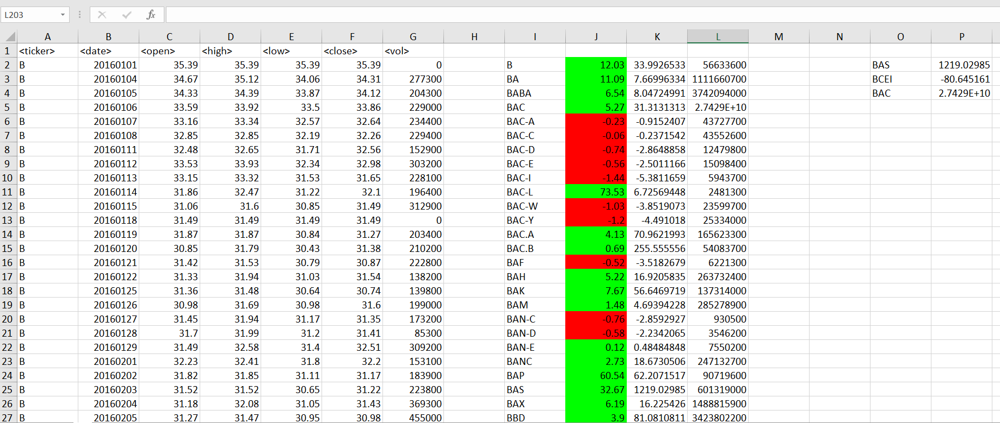 L203 fx
A B C D E F G H I J K L M N O P
1 <ticker> <date> <open> <high> <low> <close> <vol>
2 B 20160101 35.39 35.39 35.39 35.39 0 B 12.03 33.9926533 56633600 BAS 1219.02985
3 B 20160104 34.67 35.12 34.06 34.31 277300 BA 11.09 7.66996334 1111660700 BCEI -80.645161
4 B 20160105 34.33 34.39 33.87 34.12 204300 BABA 6.54 8.04724991 3742094000 BAC 2.7429E+10
5 B 20160106 33.59 33.92 33.5 33.86 229000 BAC 5.27 31.3131313 2.7429E+10
6 B 20160107 33.16 33.34 32.57 32.64 234400 BAC-A -0.23 -0.9152407 43727700
7 B 20160108 32.85 32.85 32.19 32.26 229400 BAC-C -0.06 -0.2371542 43552600
8 B 20160111 32.48 32.65 31.71 32.56 152900 BAC-D -0.74 -2.8648858 12479800
9 B 20160112 33.53 33.93 32.34 32.98 303200 BAC-E -0.56 -2.5011166 15098400
10 B 20160113 33.15 33.32 31.53 31.65 228100 BAC-I -1.44 -5.3811659 5943700
11 B 20160114 31.86 32.47 31.22 32.1 196400 BAC-L 73.53 6.72569448 2481300
12 B 20160115 31.06 31.6 30.85 31.49 312900 BAC-W -1.03 -3.8519073 23599700
13 B 20160118 31.49 31.49 31.49 31.49 0 BAC-Y -1.2 -4.491018 25334000
14 B 20160119 31.87 31.87 30.84 31.27 203400 BAC.A 4.13 70.9621993 165623300
15 B 20160120 30.85 31.79 30.43 31.38 210200 BAC.B 0.69 255.555556 54083700
16 B 20160121 31.42 31.53 30.79 30.87 222800 BAF -0.52 -3.5182679 6221300
17 B 20160122 31.33 31.94 31.03 31.54 138200 BAH 5.22 16.9205835 263732400
18 B 20160125 31.36 31.48 30.64 30.74 139800 BAK 7.67 56.6469719 137314000
19 B 20160126 30.98 31.69 30.98 31.6 199000 BAM 1.48 4.69394228 285278900
20 B 20160127 31.45 31.94 31.17 31.35 173200 BAN-C -0.76 -2.8592927 930500
21 B 20160128 31.7 31.99 31.2 31.41 85300 BAN-D -0.58 -2.2342065 3546200
22 B 20160129 31.49 32.58 31.4 32.51 309200 BAN-E 0.12 0.48484848 7550200
23 B 20160201 32.23 32.41 31.8 32.2 153100 BANC 2.73 18.6730506 247132700
24 B 20160202 31.82 31.85 31.11 31.17 183900 BAP 60.54 62.2071517 90719600
25 B 20160203 31.52 31.52 30.65 31.22 223800 BAS 32.67 1219.02985 601319000
26 B 20160204 31.18 32.08 31.05 31.43 369300 BAX 6.19 16.225426 1488815900
27 B 20160205 31.27 31.47 30.95 30.98 455000 BBD 3.9 81.0810811 3423802200